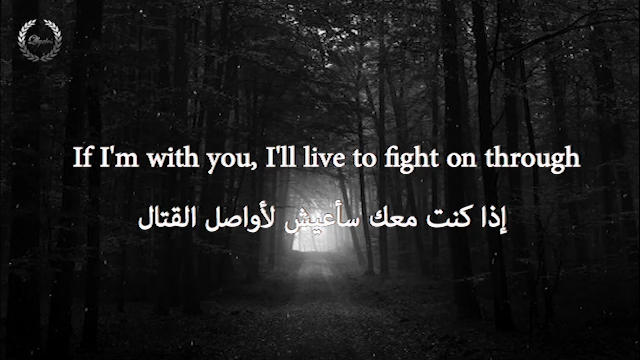 If I'm with you, I'll live to fight on through
إذا كنت معك سأعيش لأواصل القتال